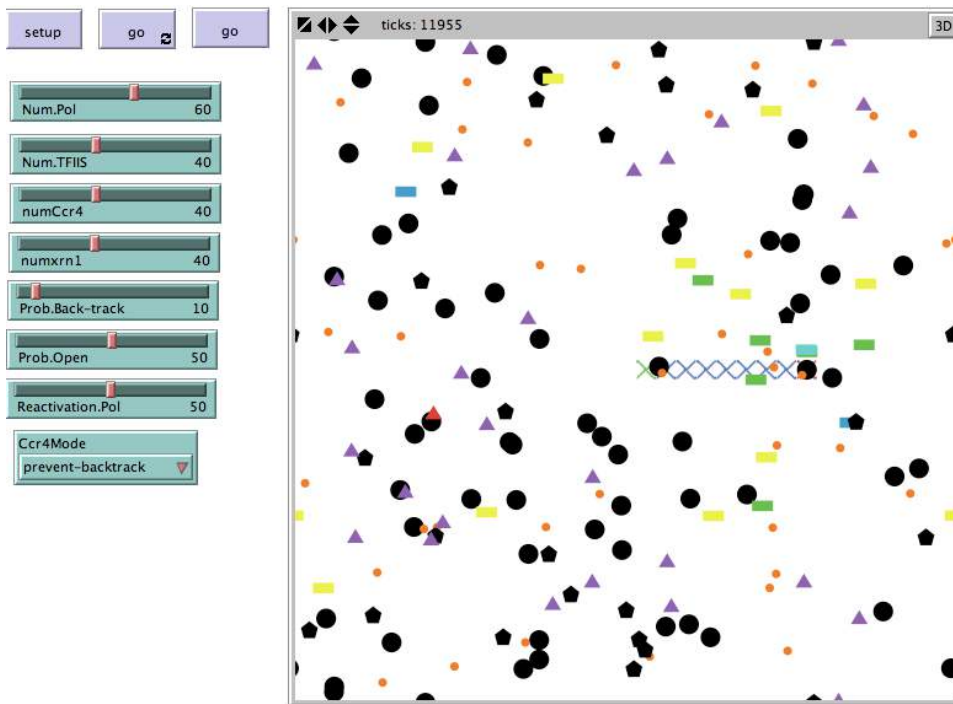 setup go go
ticks: 11955
3D
Num.Pol 60
Num.TFIIS 40
numCcr4 40
numxrn1 40
Prob.Back-track 10
Prob.Open 50
Reactivation.Pol 50
Ccr4Mode
prevent-backtrack